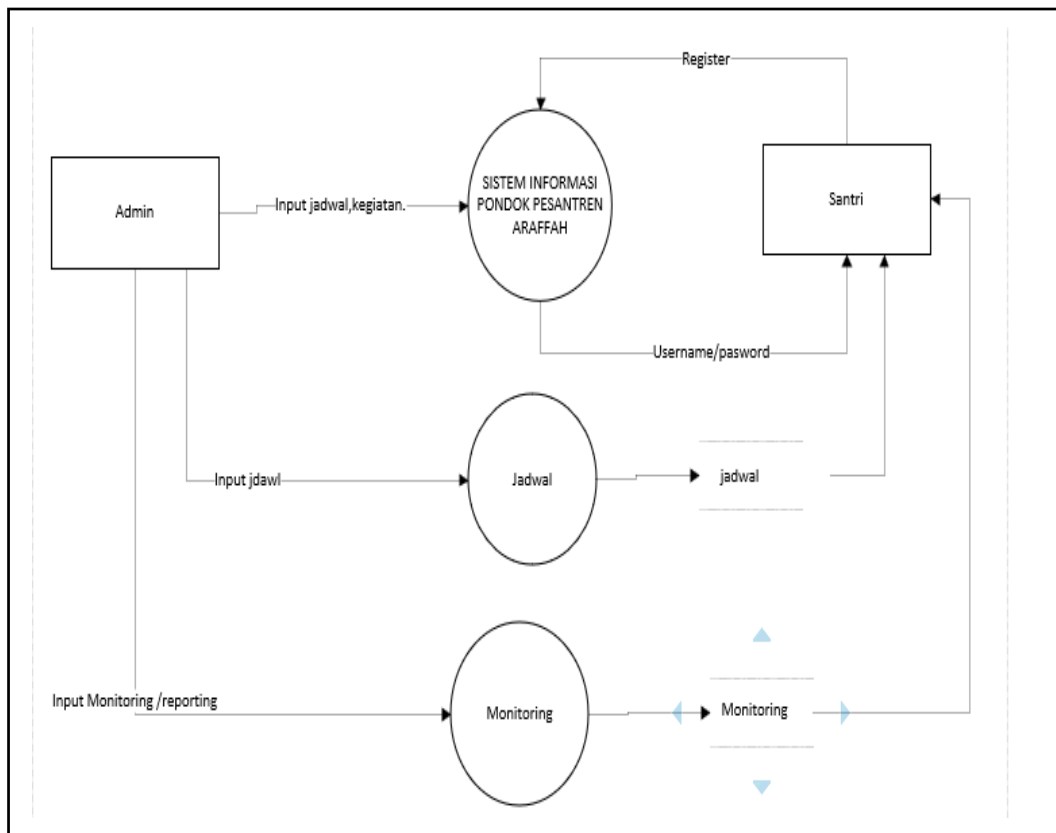 Register
SISTEM INFORMASI
PONDOK PESANTREN
ARAFFAH
Admin
Input jadwal,kegiatan.
Santri
Username/pasword
Input jdawl
Jadwal
jadwal
Input Monitoring /reporting
Monitoring
Monitoring